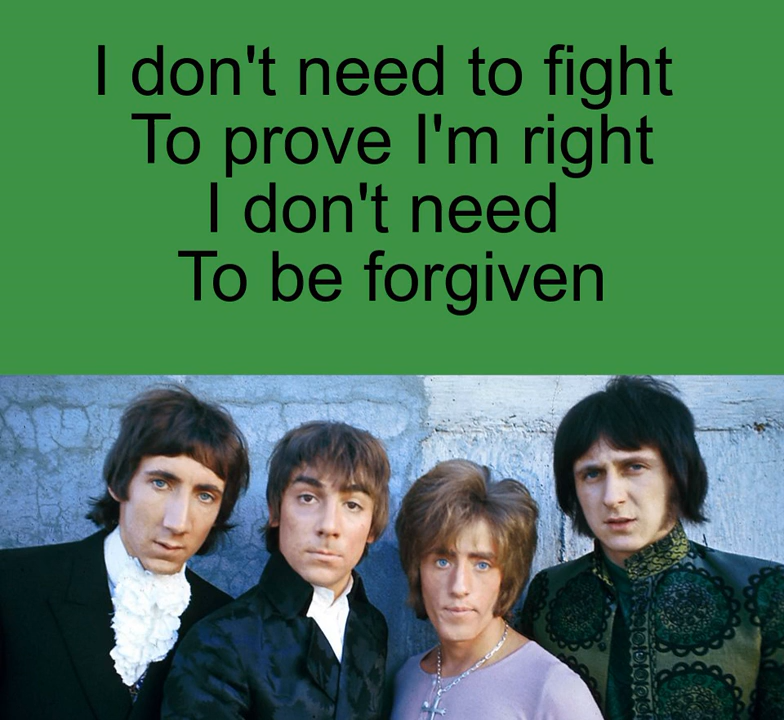 I don't need to fight
To prove I'm right
I don't need
To be forgiven